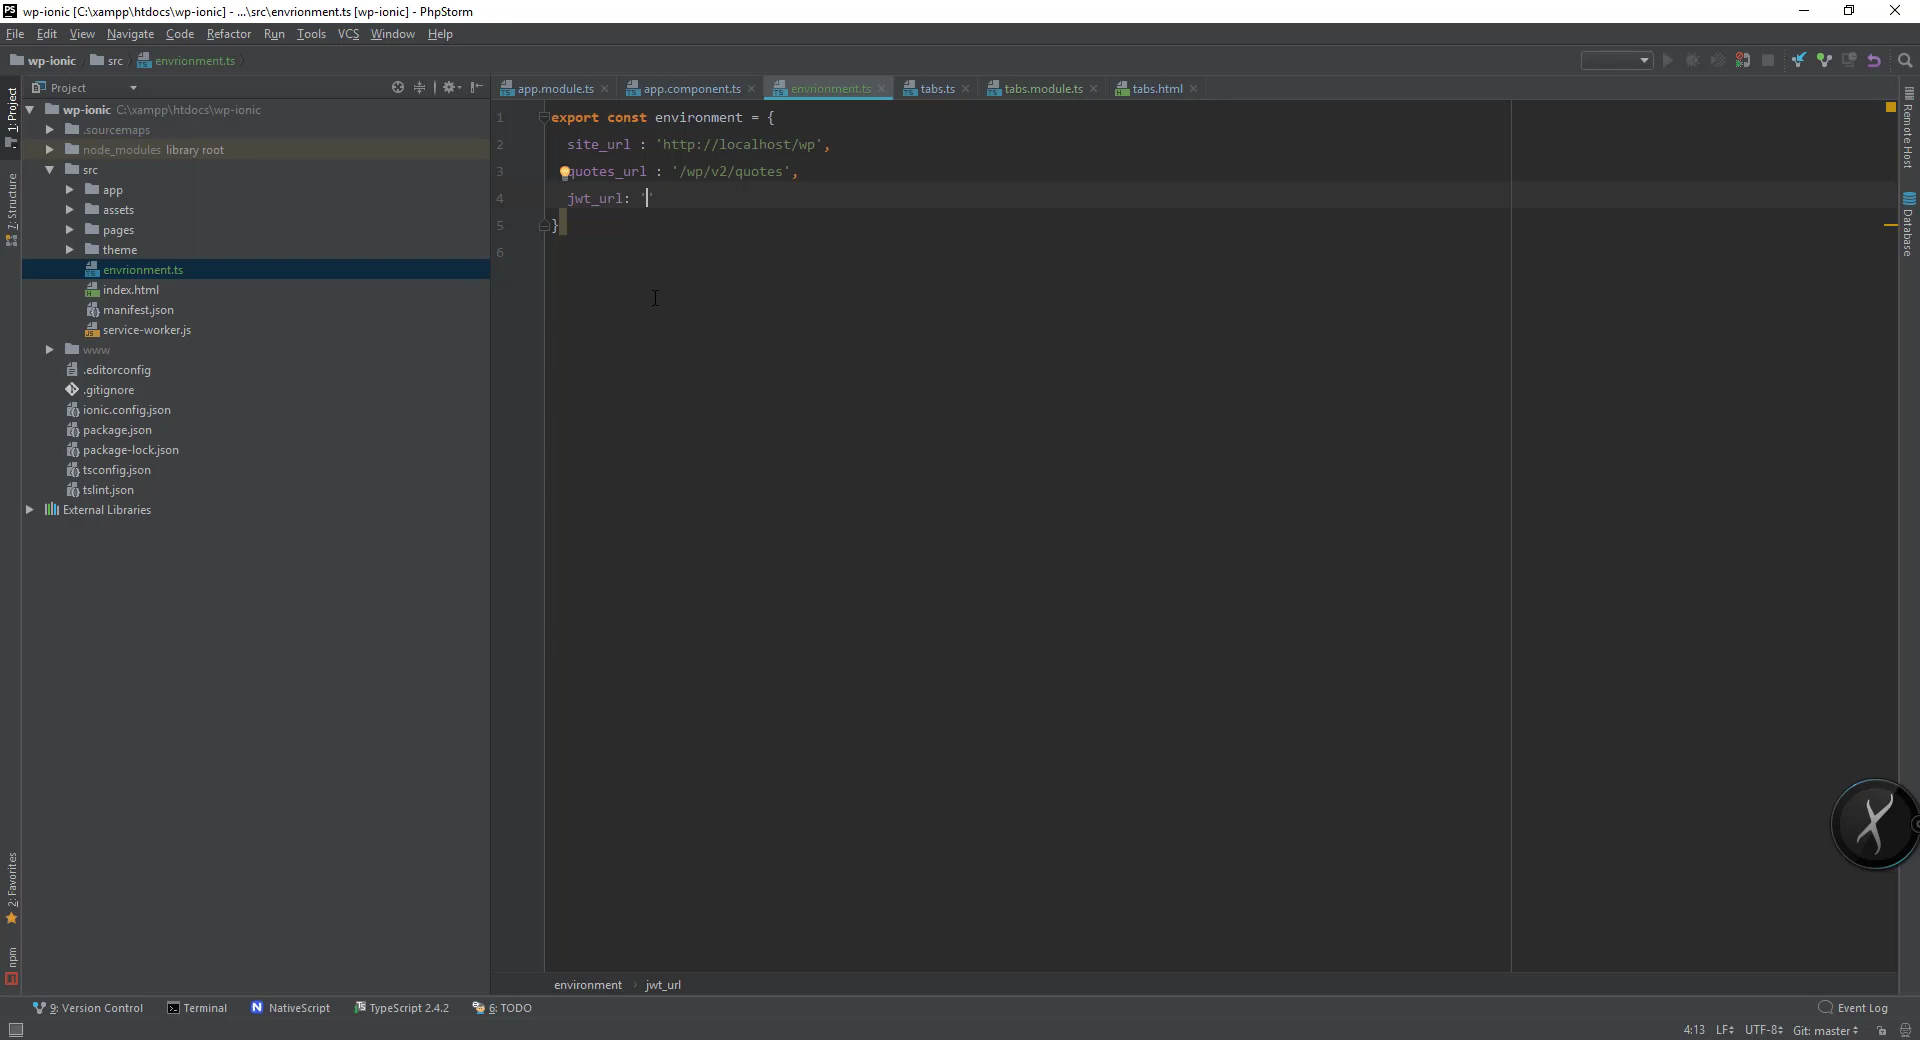 PS wp-ionic [C:\xampp\htdocs\wp-ionic] - ...\src\envrionment.ts [wp-ionic] - PhpStorm
File Edit View Navigate Code Refactor Run Tools VCS Window Help
wp-ionic src envrionment.ts
Project
app.module.ts app.component.ts envrionment.ts tabs.ts tabs.module.ts tabs.html
wp-ionic C:\xampp\htdocs\wp-ionic
.sourcemaps
node_modules library root
src
app
assets
pages
theme
envrionment.ts
index.html
manifest.json
service-worker.js
www
.editorconfig
.gitignore
ionic.config.json
package.json
package-lock.json
tsconfig.json
tslint.json
External Libraries
1 export const environment = {
2 site_url : 'http://localhost/wp',
3 quotes_url : '/wp/v2/quotes',
4 jwt_url: ''
5 }
6
1: Project
7: Structure
2: Favorites
npm
Remote Host
Database
environment › jwt_url
9: Version Control Terminal NativeScript TypeScript 2.4.2 6: TODO Event Log
4:13 LF UTF-8 Git: master